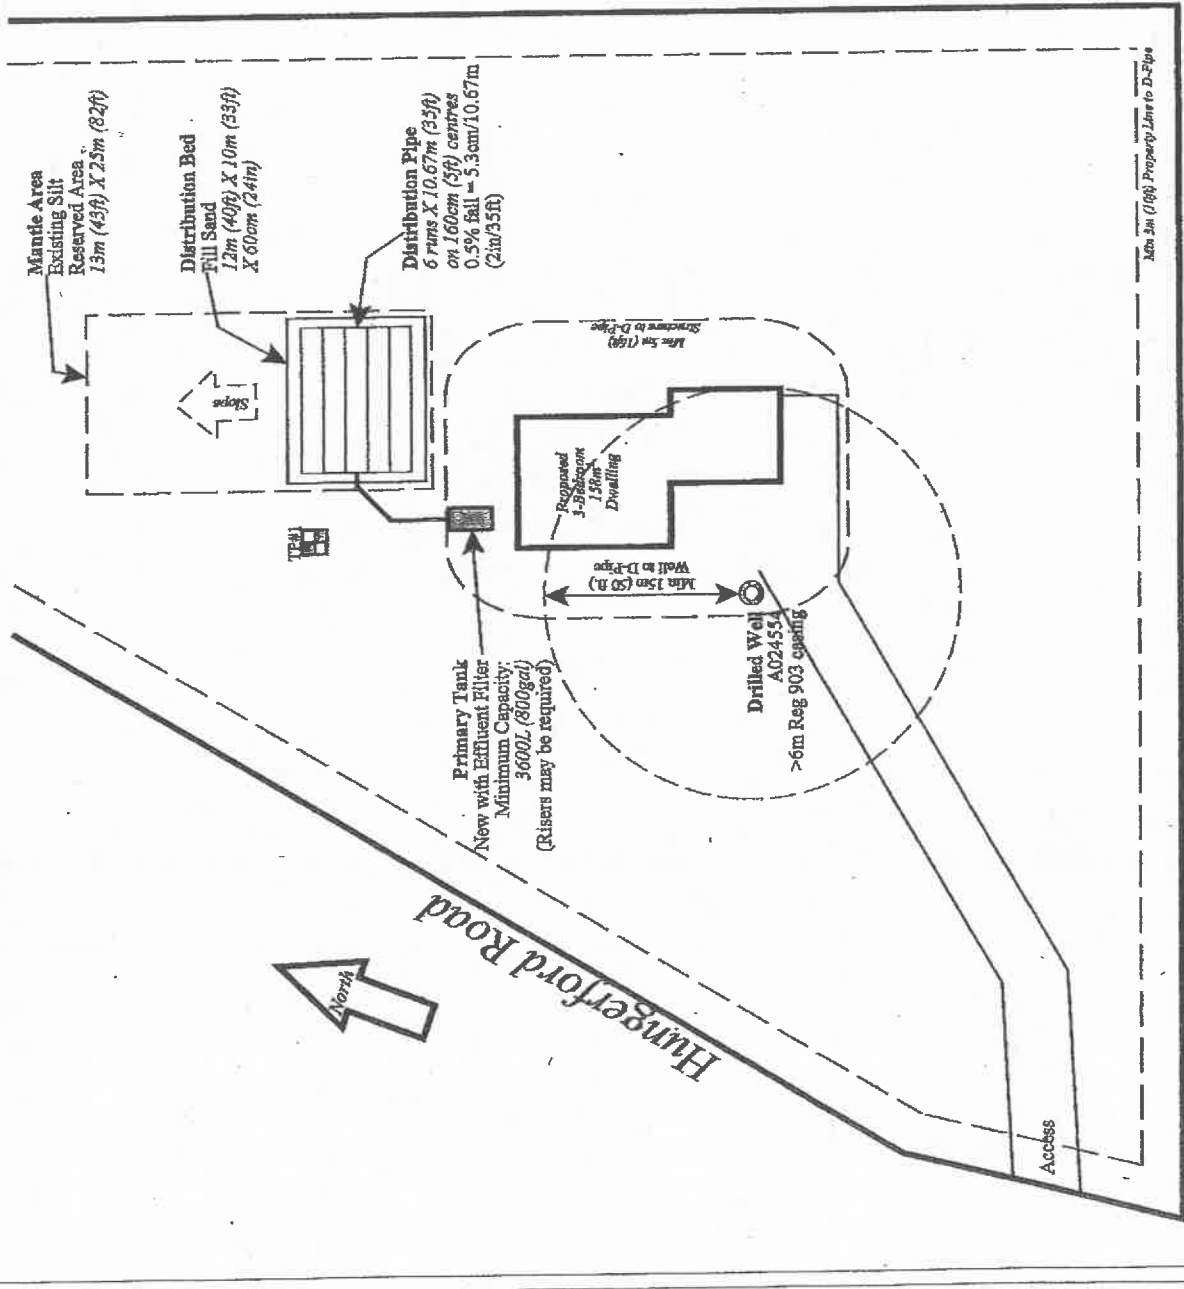 Mantle Area
Existing Silt
Reserved Area
13m (43ft) X 25m (82ft)
Distribution Bed
Fill Sand
12m (40ft) X 10m (33ft)
X 60cm (24in)
Distribution Pipe
6 runs X 10.67m (35ft)
on 160cm (5ft) centres
0.5% fall = 5.3cm/10.67m
(2in/35ft)
Slope
TP#1
Min 5m (16ft)
Structure to D-Pipe
Proposed
3-Bedroom
158m²
Dwelling
Min 15m (50 ft.)
Well to D-Pipe
Primary Tank
New with Effluent Filter
Minimum Capacity:
3600L (800gal)
(Risers may be required)
Drilled Well
A024554
>6m Reg 903 casing
Hungerford Road
North
Access
Min 3m (10ft) Property Line to D-Pipe